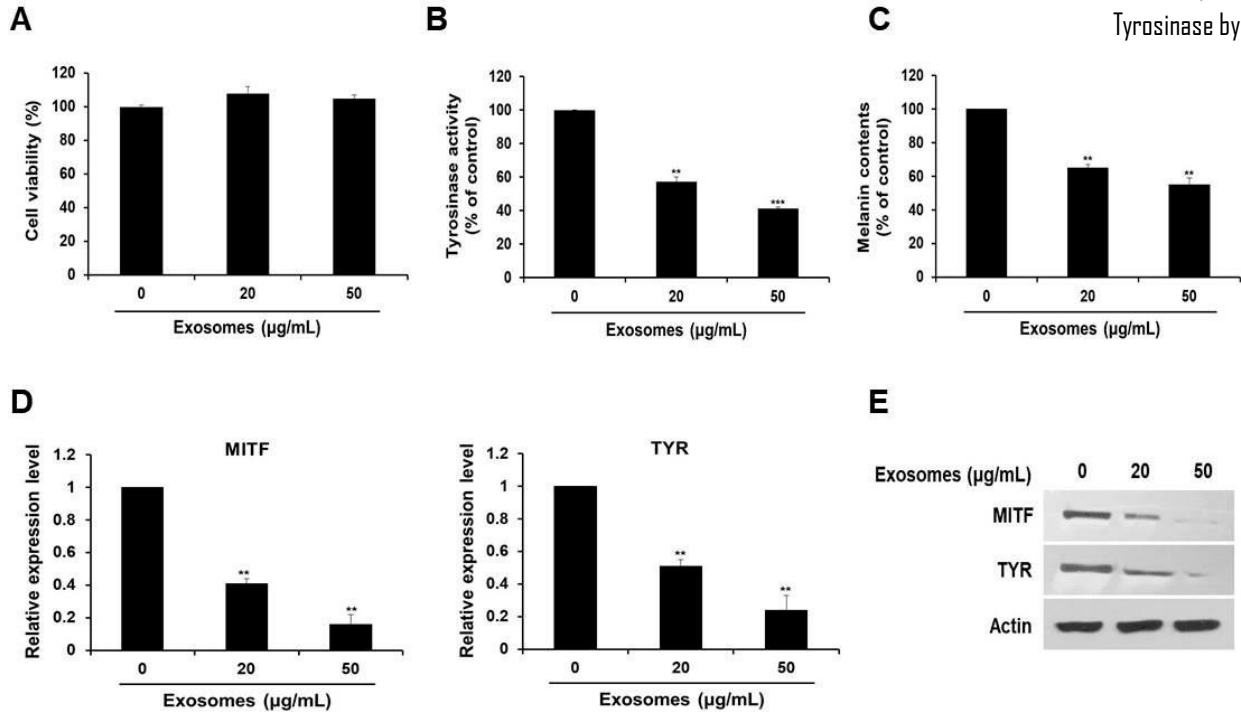 Tyrosinase by
A
B
C
Cell viability (%)
120
100
80
60
40
20
0
0 20 50
Exosomes (µg/mL)
Tyrosinase activity
(% of control)
120
100
80
60
40
20
0
**
***
0 20 50
Exosomes (µg/mL)
Melanin contents
(% of control)
120
100
80
60
40
20
0
**
**
0 20 50
Exosomes (µg/mL)
D
MITF
Relative expression level
1.2
1
0.8
0.6
0.4
0.2
0
**
**
0 20 50
Exosomes (µg/mL)
TYR
Relative expression level
1.2
1
0.8
0.6
0.4
0.2
0
**
**
0 20 50
Exosomes (µg/mL)
E
Exosomes (µg/mL) 0 20 50
MITF
TYR
Actin